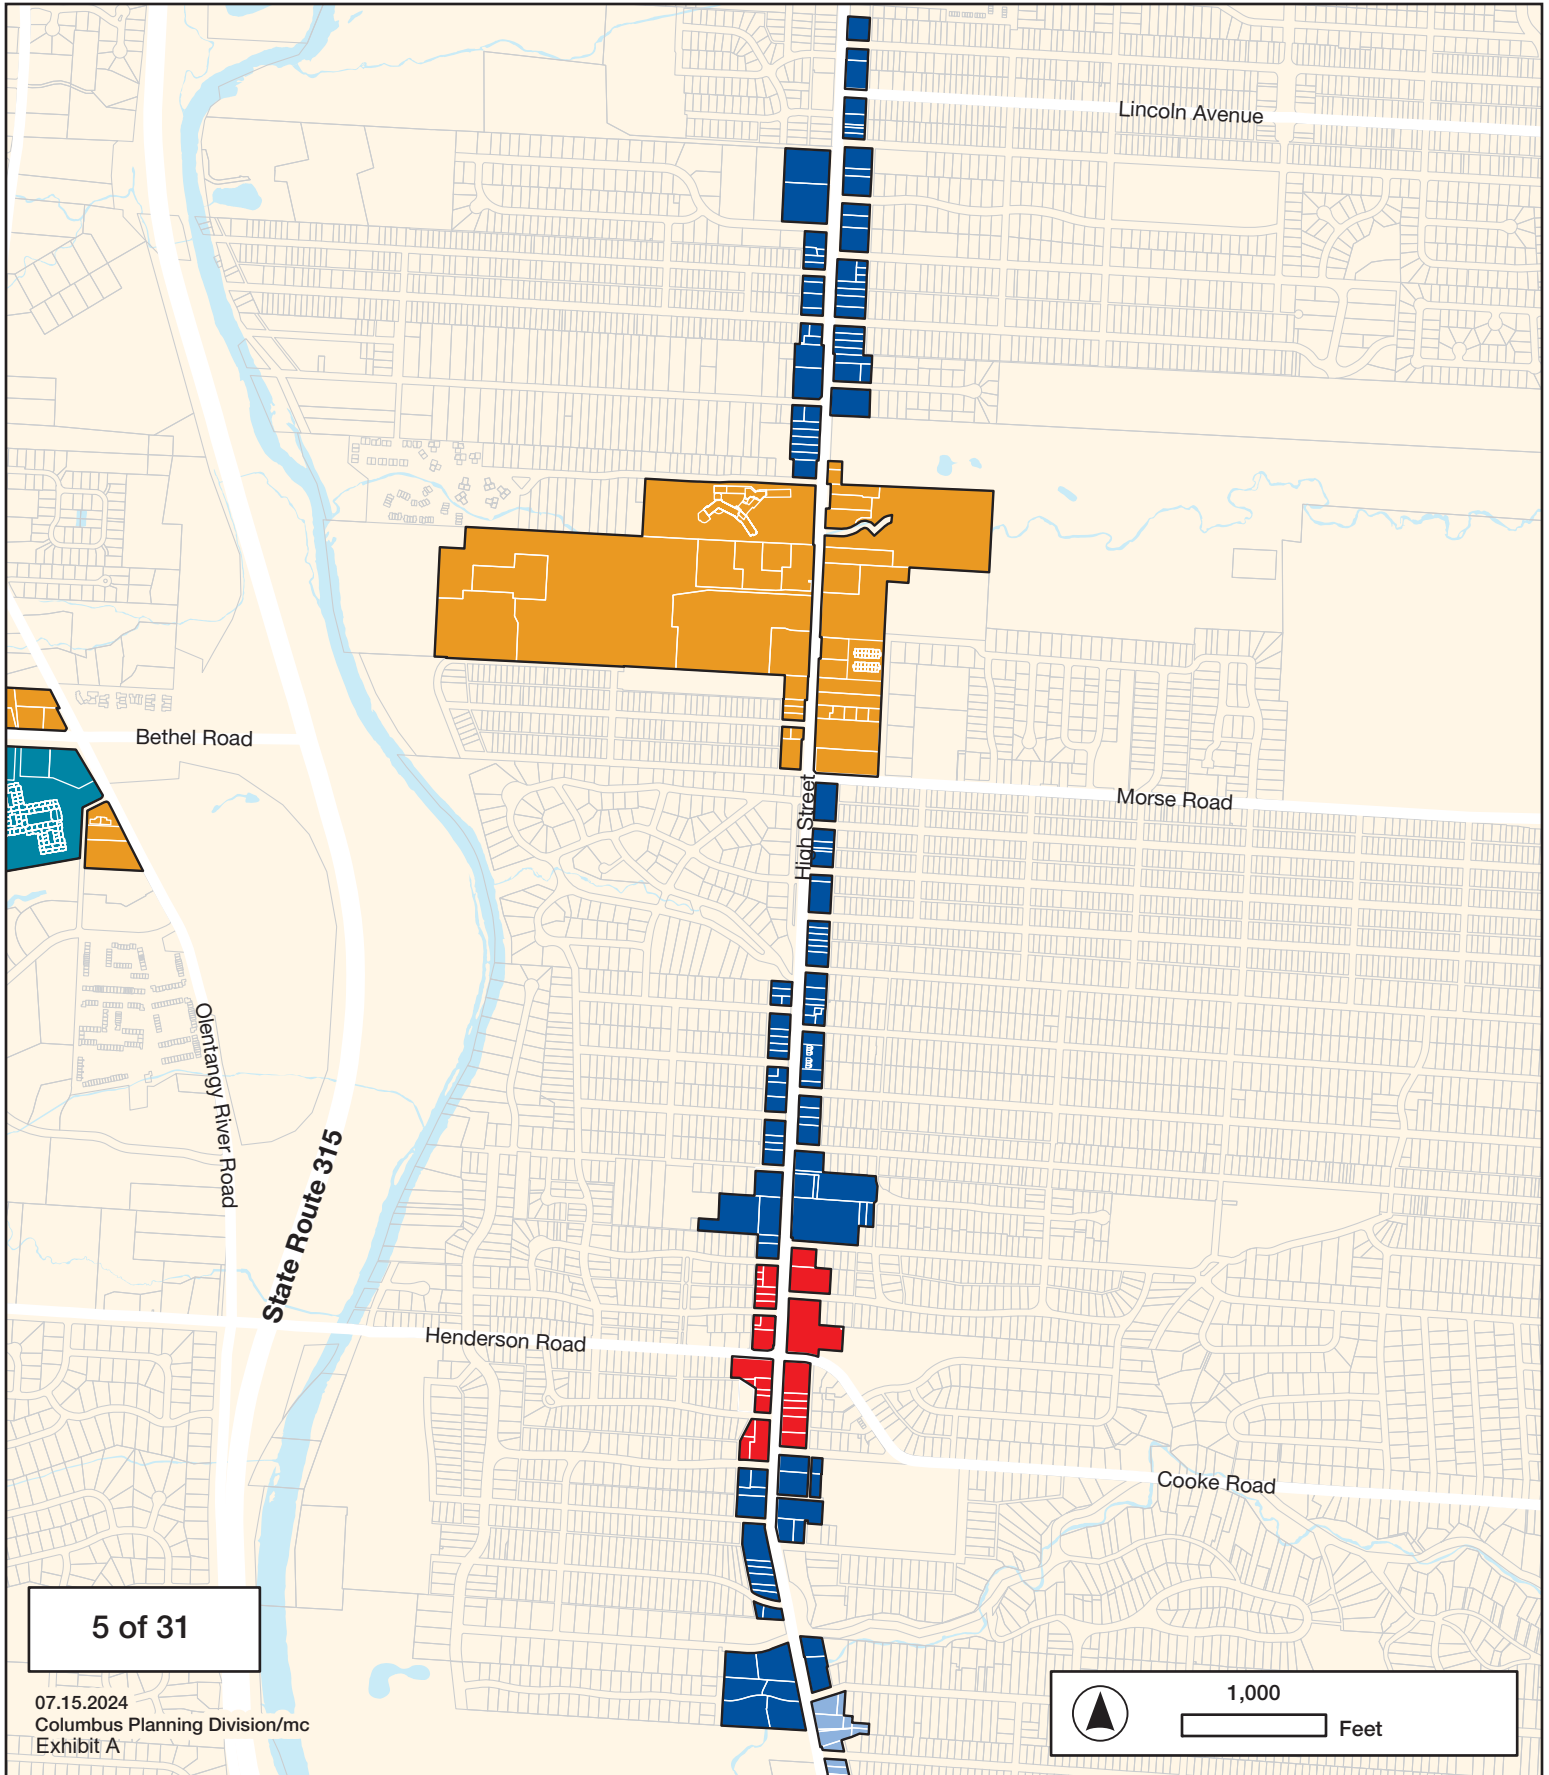 Lincoln Avenue
Bethel Road
High Street
Morse Road
Olentangy River Road
State Route 315
Henderson Road
Cooke Road
5 of 31
07.15.2024
Columbus Planning Division/mc
Exhibit A
1,000
Feet